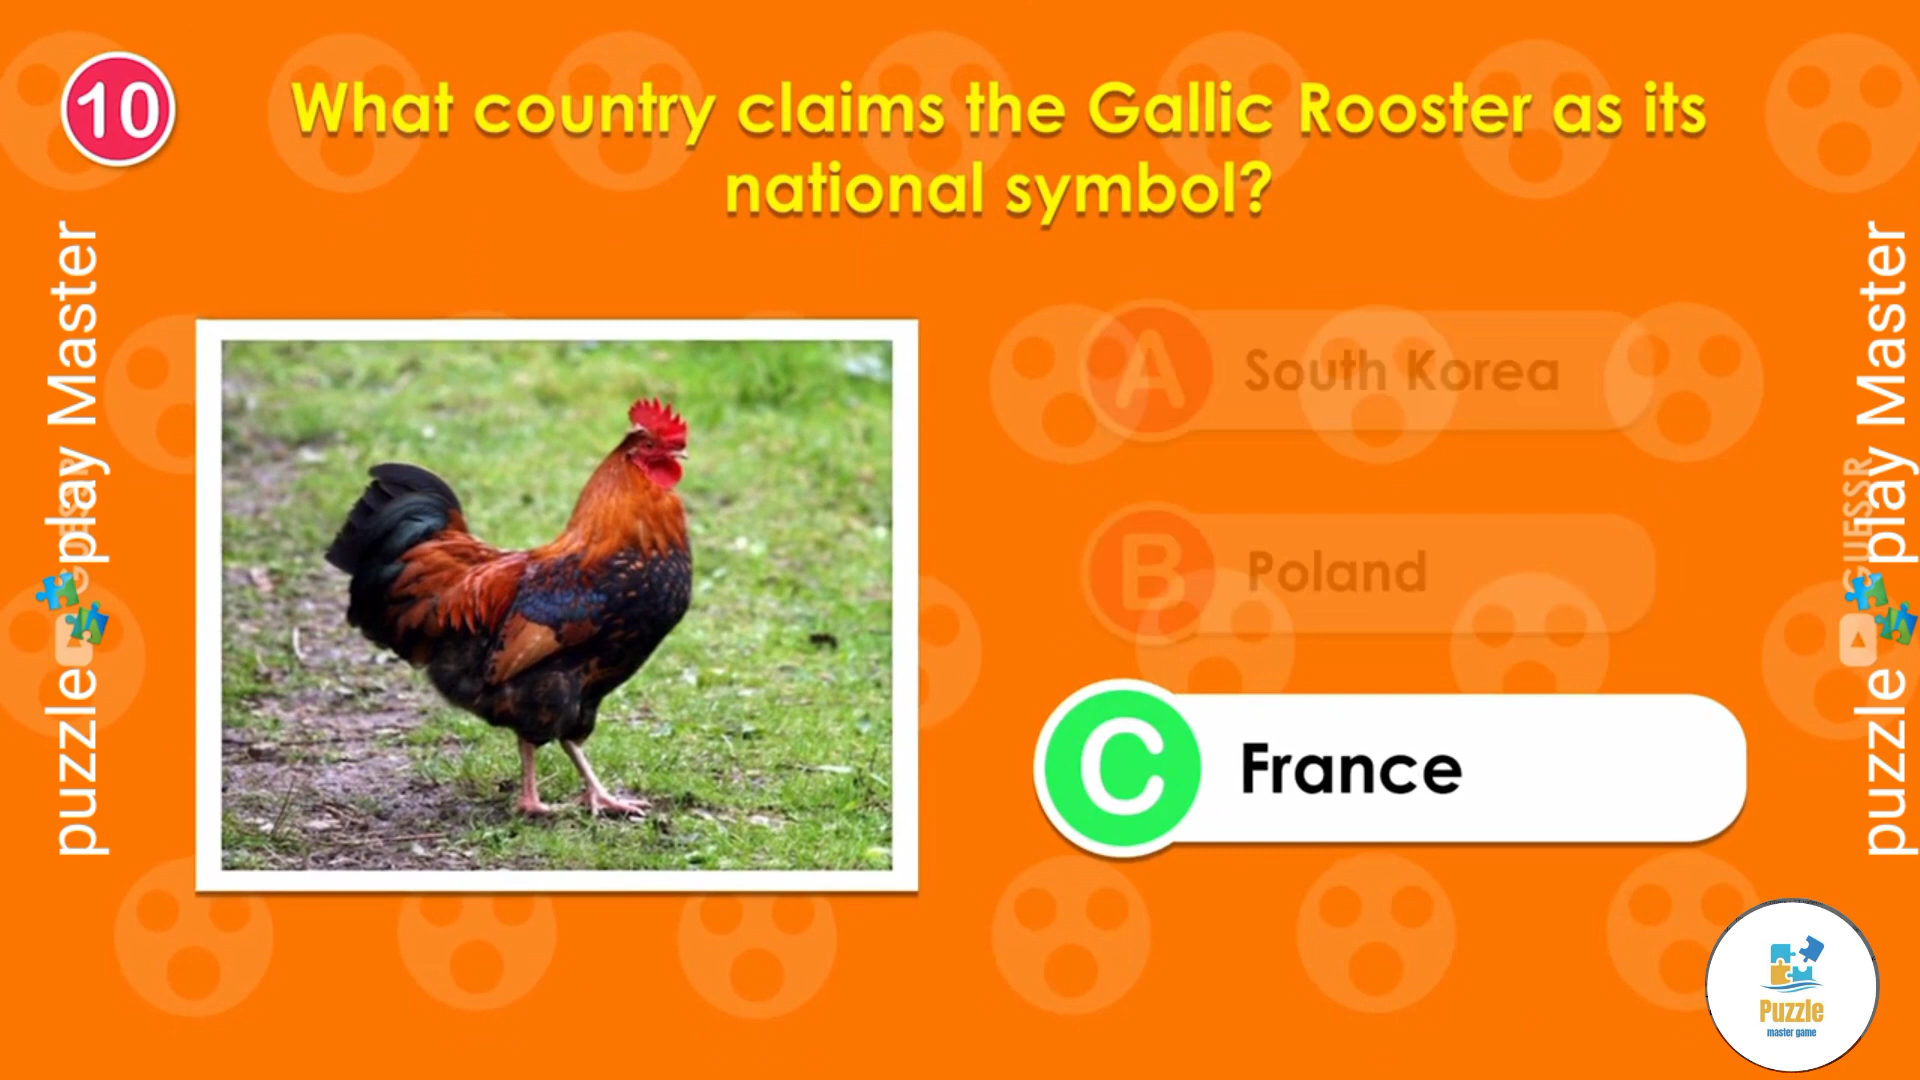 10
What country claims the Gallic Rooster as its
national symbol?
A South Korea
B Poland
C France
puzzle play Master
puzzle play Master
GUESSR
Puzzle
master game